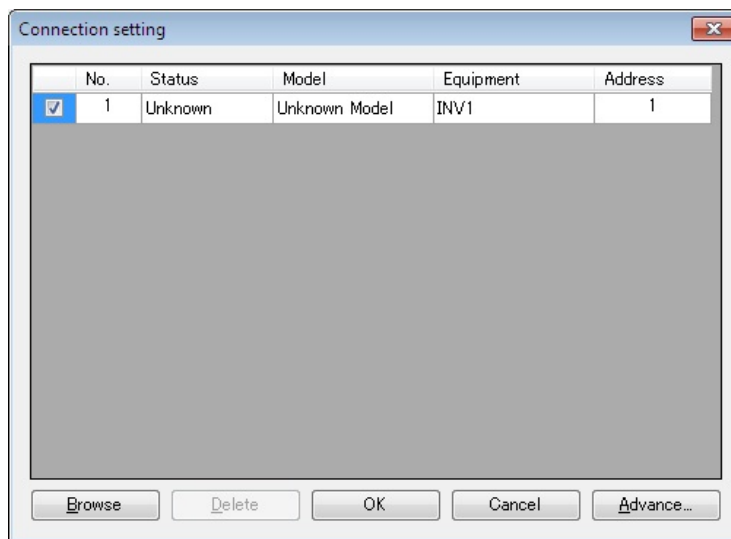 Connection setting
No. Status Model Equipment Address
1 Unknown Unknown Model INV1 1
Browse Delete OK Cancel Advance...